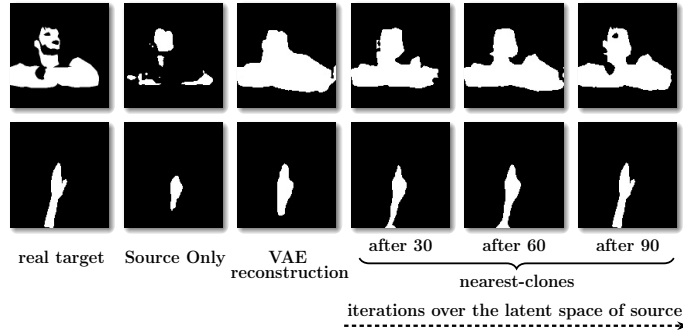 real target
Source Only
VAE
reconstruction
after 30
after 60
after 90
nearest-clones
iterations over the latent space of source